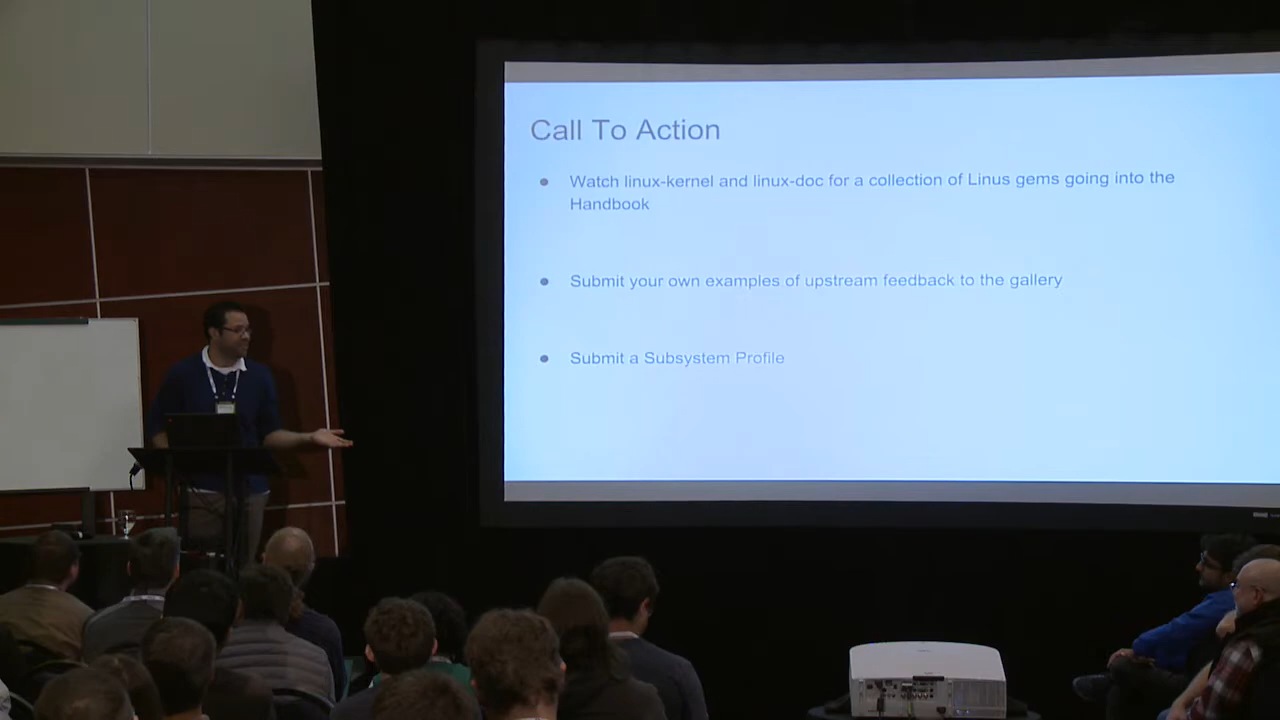 Call To Action
Watch linux-kernel and linux-doc for a collection of Linus gems going into the
Handbook
Submit your own examples of upstream feedback to the gallery
Submit a Subsystem Profile